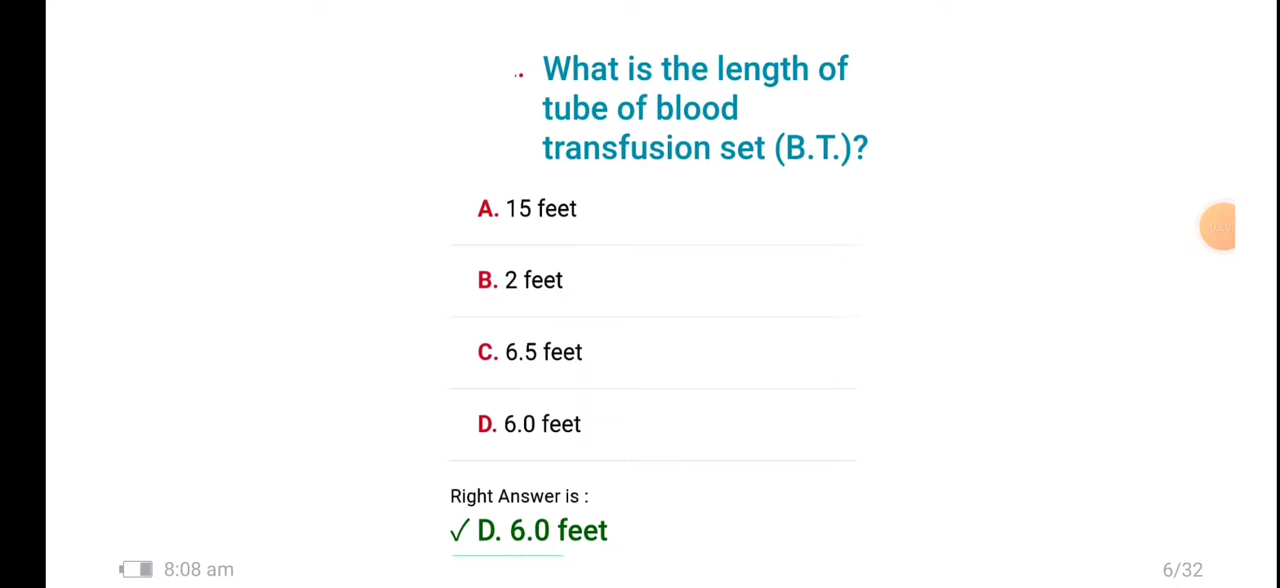 What is the length of
tube of blood
transfusion set (B.T.)?
A. 15 feet
B. 2 feet
C. 6.5 feet
D. 6.0 feet
Right Answer is :
✓ D. 6.0 feet
8:08 am
6/32